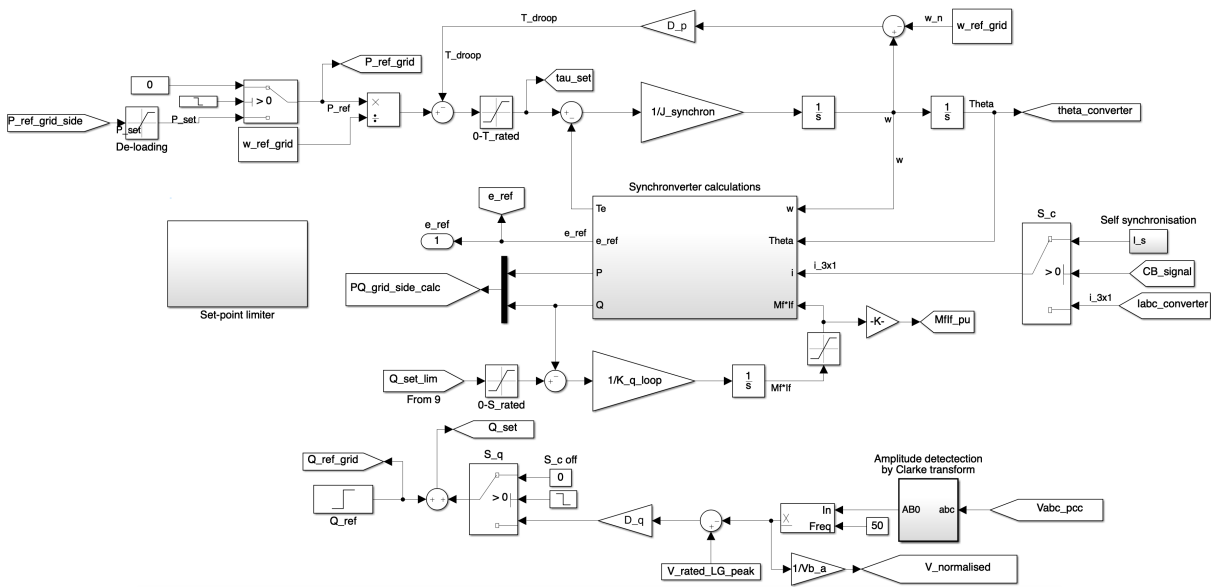 T_droop
D_p
w_n
w_ref_grid
T_droop
P_ref_grid
tau_set
0
> 0
P_ref
1/J_synchron
1
s
1
s
Theta
theta_converter
P_ref_grid_side
P_set
P_set
De-loading
w_ref_grid
0-T_rated
w
w
Synchronverter calculations
e_ref
e_ref
1
e_ref
Te
e_ref
P
Q
w
Theta
i
Mf*If
i_3x1
S_c
> 0
Self synchronisation
I_s
CB_signal
i_3x1
Iabc_converter
PQ_grid_side_calc
Set-point limiter
-K-
MfIf_pu
Q_set_lim
From 9
0-S_rated
1/K_q_loop
1
s
Mf*If
Q_set
Q_ref_grid
Q_ref
S_q
> 0
S_c off
0
D_q
V_rated_LG_peak
In
Freq
50
1/Vb_a
V_normalised
Amplitude detectection
by Clarke transform
AB0
abc
Vabc_pcc